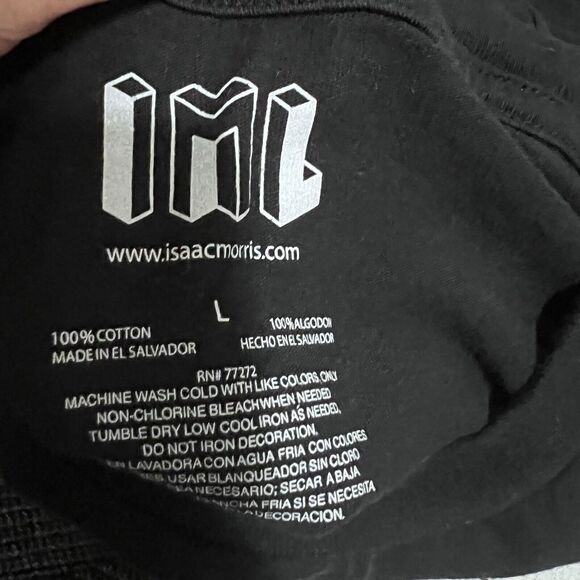 IML
www.isaacmorris.com
L
100% COTTON 100% ALGODON
MADE IN EL SALVADOR HECHO EN EL SALVADOR
RN# 77272
MACHINE WASH COLD WITH LIKE COLORS, ONLY
NON-CHLORINE BLEACH WHEN NEEDED
TUMBLE DRY LOW COOL IRON AS NEEDED,
DO NOT IRON DECORATION.
EN LAVADORA CON AGUA FRIA CON COLORES
USAR BLANQUEADOR SIN CLORO
NECESARIO; SECAR A BAJA
FRIA SI SE NECESITA
DECORACION.